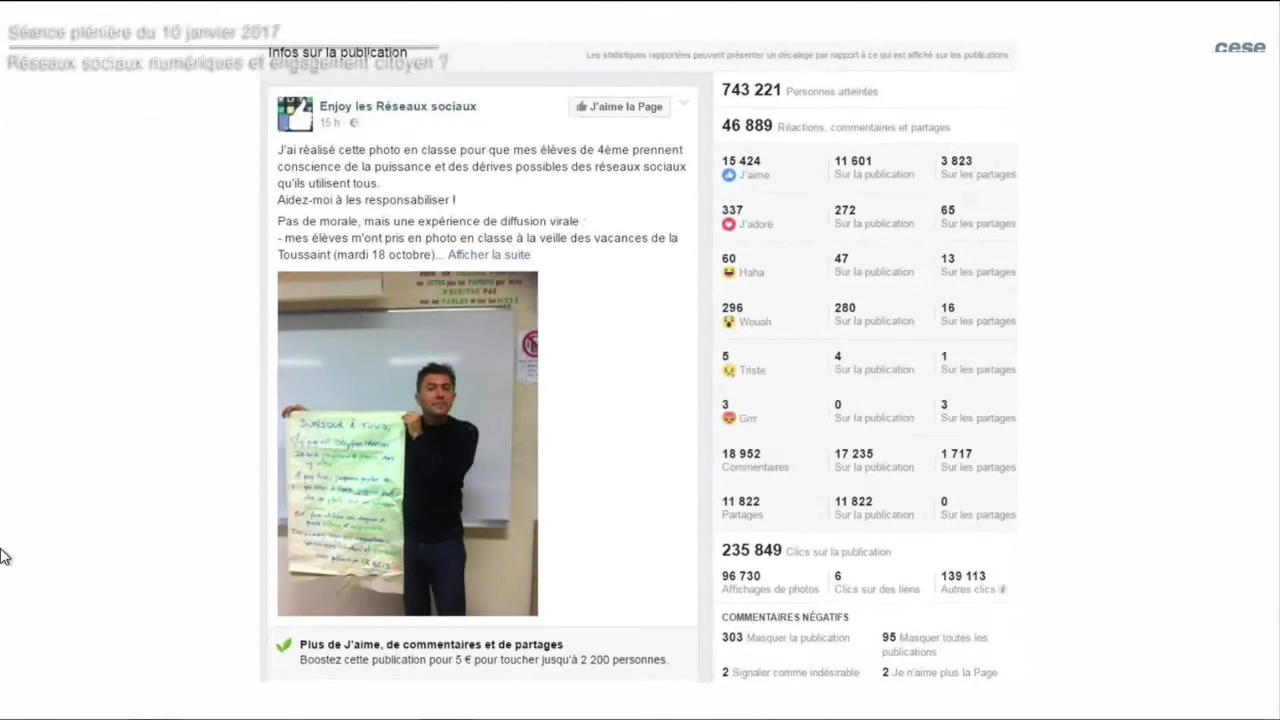 Séance plénière du 10 janvier 2017
Réseaux sociaux numériques et engagement citoyen ?
cese
Infos sur la publication
Les statistiques rapportées peuvent présenter un décalage par rapport à ce qui est affiché sur les publications
Enjoy les Réseaux sociaux
15 h
J'aime la Page
J'ai réalisé cette photo en classe pour que mes élèves de 4ème prennent
conscience de la puissance et des dérives possibles des réseaux sociaux
qu'ils utilisent tous.
Aidez-moi à les responsabiliser !
Pas de morale, mais une expérience de diffusion virale :
- mes élèves m'ont pris en photo en classe à la veille des vacances de la
Toussaint (mardi 18 octobre)... Afficher la suite
BONJOUR À TOUS,
Plus de J'aime, de commentaires et de partages
Boostez cette publication pour 5 € pour toucher jusqu'à 2 200 personnes.
743 221 Personnes atteintes
46 889 Réactions, commentaires et partages
15 424 11 601 3 823
J'aime Sur la publication Sur les partages
337 272 65
J'adore Sur la publication Sur les partages
60 47 13
Haha Sur la publication Sur les partages
296 280 16
Wouah Sur la publication Sur les partages
5 4 1
Triste Sur la publication Sur les partages
3 0 3
Grrr Sur la publication Sur les partages
18 952 17 235 1 717
Commentaires Sur la publication Sur les partages
11 822 11 822 0
Partages Sur la publication Sur les partages
235 849 Clics sur la publication
96 730 6 139 113
Affichages de photos Clics sur des liens Autres clics
COMMENTAIRES NÉGATIFS
303 Masquer la publication 95 Masquer toutes les
publications
2 Signaler comme indésirable 2 Je n'aime plus la Page